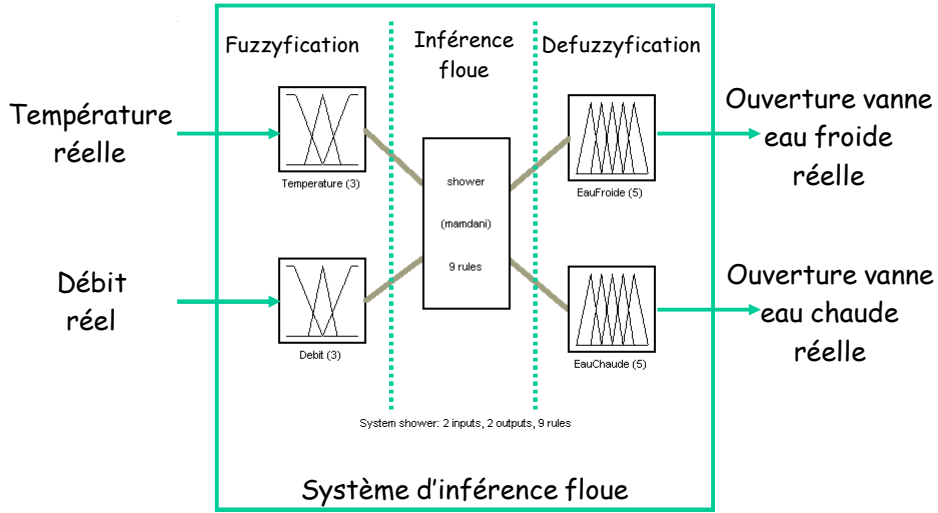 Fuzzyfication
Inférence
floue
Defuzzyfication
Température
réelle
Temperature (3)
Débit
réel
Debit (3)
shower
(mamdani)
9 rules
EauFroide (5)
EauChaude (5)
Ouverture vanne
eau froide
réelle
Ouverture vanne
eau chaude
réelle
System shower: 2 inputs, 2 outputs, 9 rules
Système d'inférence floue